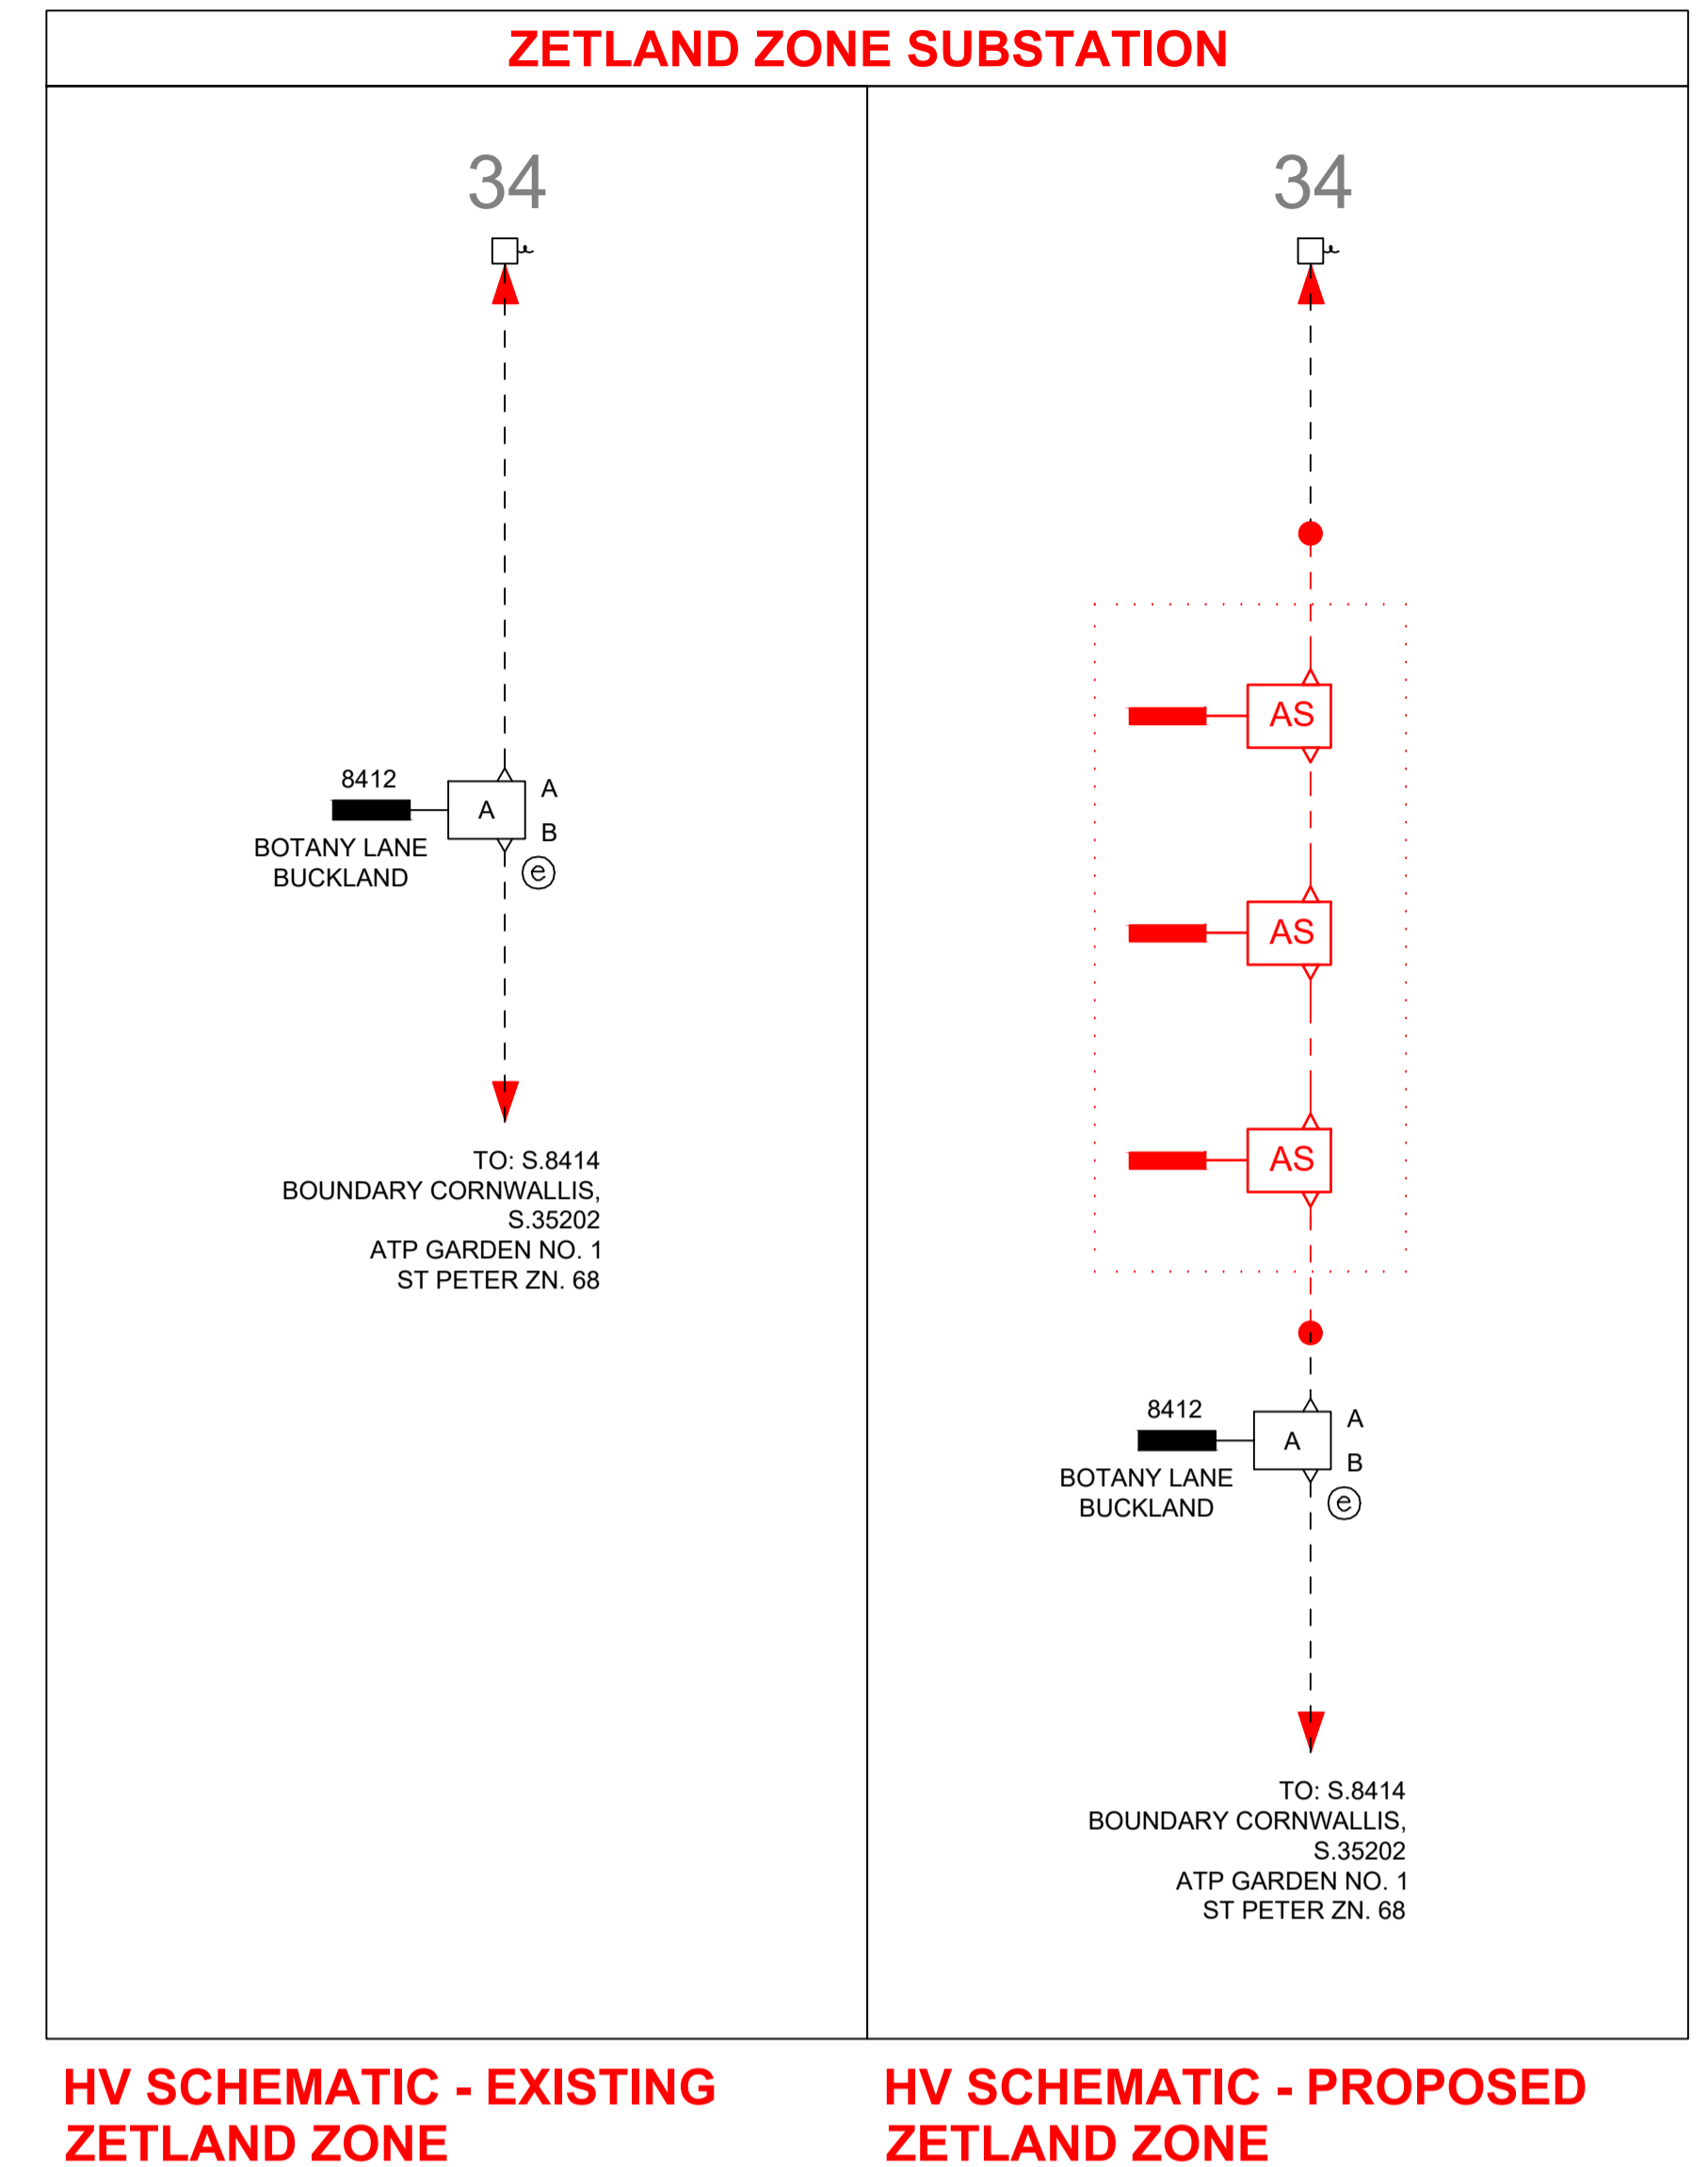 ZETLAND ZONE SUBSTATION
34
8412
A
A
B
e
BOTANY LANE
BUCKLAND
TO: S.8414
BOUNDARY CORNWALLIS,
S.35202
ATP GARDEN NO. 1
ST PETER ZN. 68
HV SCHEMATIC - EXISTING
ZETLAND ZONE
34
AS
AS
AS
8412
A
A
B
e
BOTANY LANE
BUCKLAND
TO: S.8414
BOUNDARY CORNWALLIS,
S.35202
ATP GARDEN NO. 1
ST PETER ZN. 68
HV SCHEMATIC - PROPOSED
ZETLAND ZONE